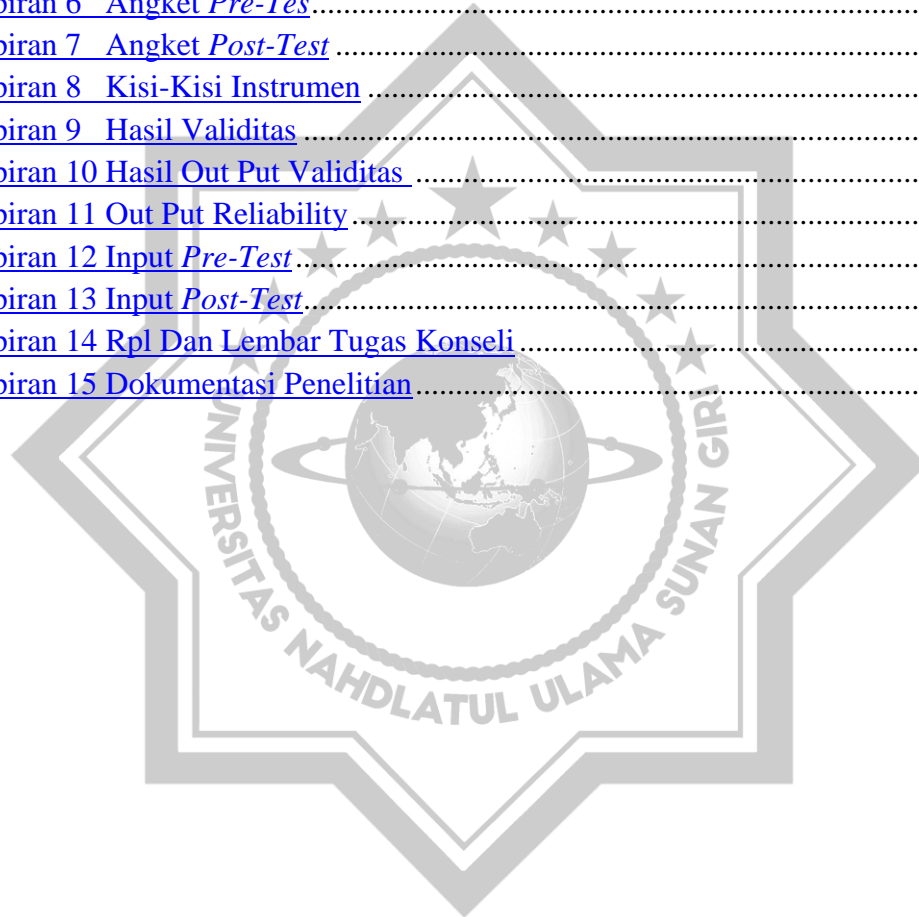 piran 6 Angket Pre-Tes
piran 7 Angket Post-Test
piran 8 Kisi-Kisi Instrumen
piran 9 Hasil Validitas
piran 10 Hasil Out Put Validitas
piran 11 Out Put Reliability
piran 12 Input Pre-Test
piran 13 Input Post-Test
piran 14 Rpl Dan Lembar Tugas Konseli
piran 15 Dokumentasi Penelitian
UNIVERSITAS NAHDLATUL ULAMA SUNAN GIRI